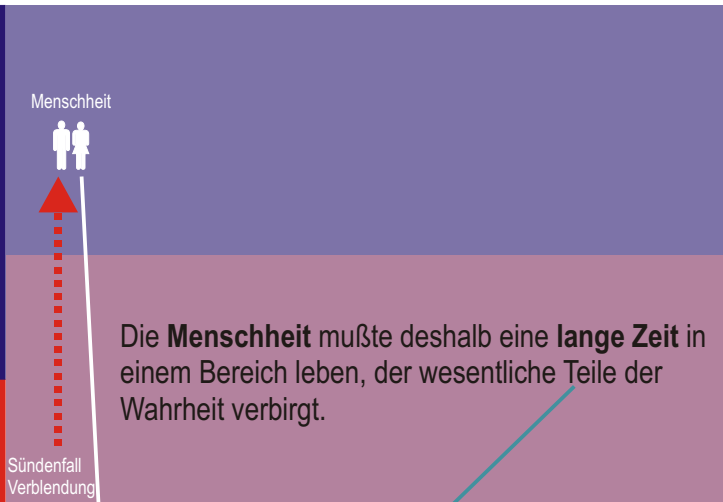 Menschheit
Die Menschheit mußte deshalb eine lange Zeit in
einem Bereich leben, der wesentliche Teile der
Wahrheit verbirgt.
Sündenfall
Verblendung